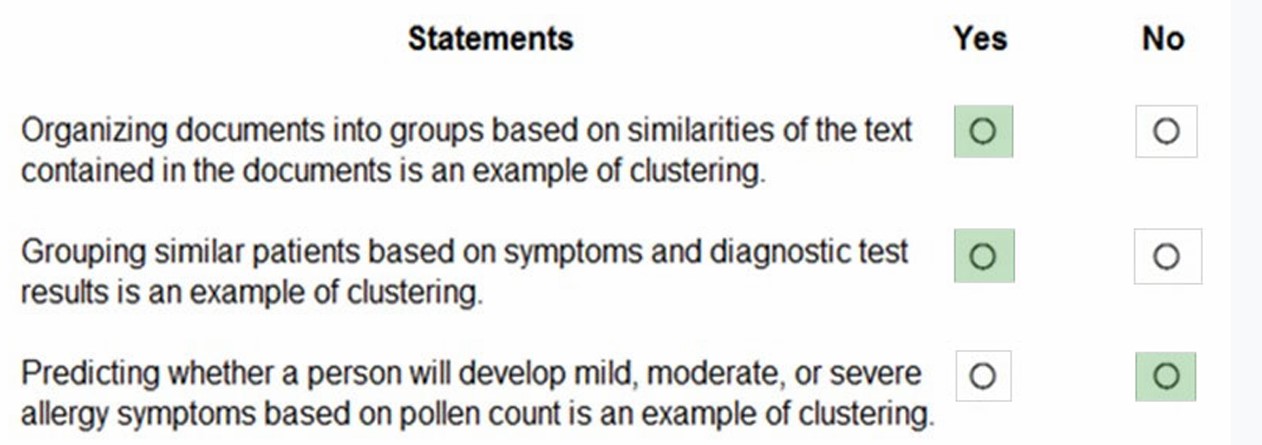 Statements Yes No
Organizing documents into groups based on similarities of the text
contained in the documents is an example of clustering.
Grouping similar patients based on symptoms and diagnostic test
results is an example of clustering.
Predicting whether a person will develop mild, moderate, or severe
allergy symptoms based on pollen count is an example of clustering.